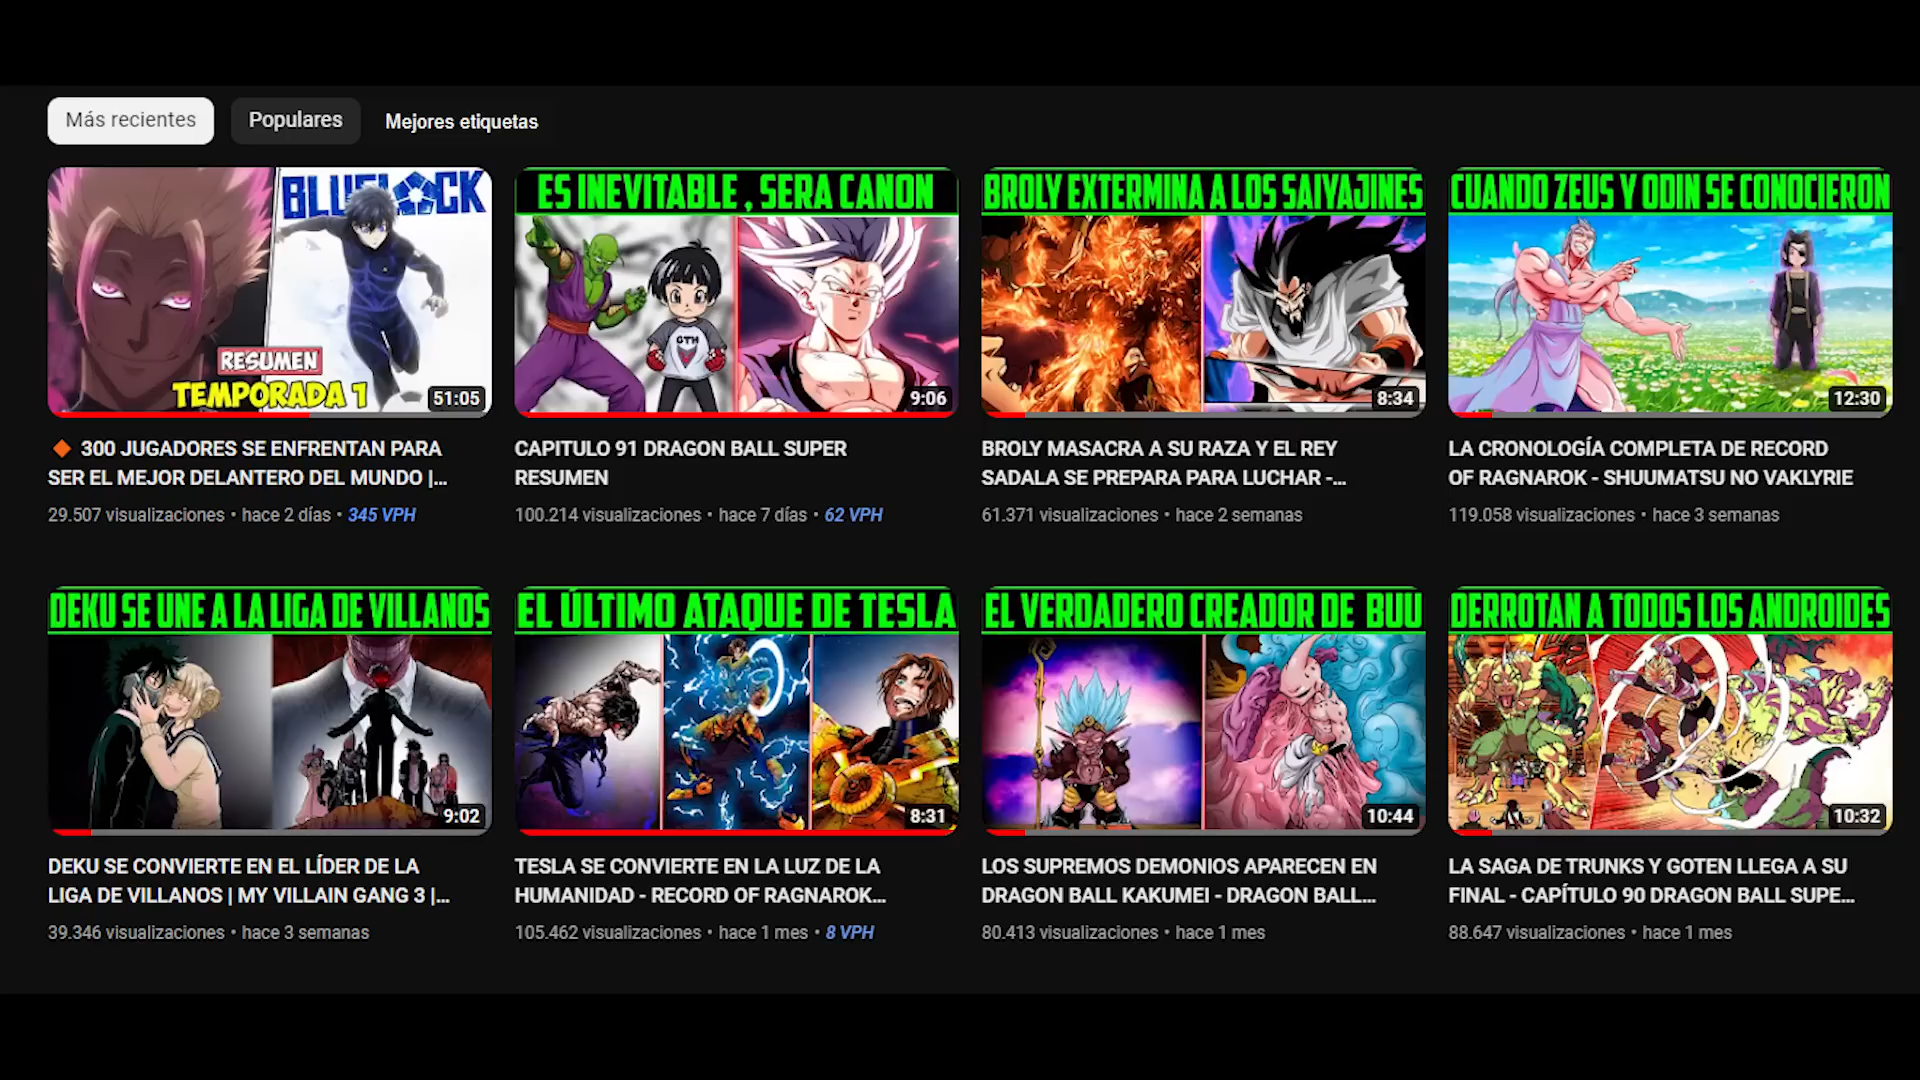 Más recientes
Populares
Mejores etiquetas
BLUELOCK
RESUMEN
TEMPORADA 1
51:05
ES INEVITABLE , SERA CANON
GTH
9:06
BROLY EXTERMINA A LOS SAIYAJINES
8:34
CUANDO ZEUS Y ODIN SE CONOCIERON
12:30
300 JUGADORES SE ENFRENTAN PARA
SER EL MEJOR DELANTERO DEL MUNDO |...
29.507 visualizaciones • hace 2 días • 345 VPH
CAPITULO 91 DRAGON BALL SUPER
RESUMEN
100.214 visualizaciones • hace 7 días • 62 VPH
BROLY MASACRA A SU RAZA Y EL REY
SADALA SE PREPARA PARA LUCHAR -...
61.371 visualizaciones • hace 2 semanas
LA CRONOLOGÍA COMPLETA DE RECORD
OF RAGNAROK - SHUUMATSU NO VAKLYRIE
119.058 visualizaciones • hace 3 semanas
DEKU SE UNE A LA LIGA DE VILLANOS
9:02
EL ÚLTIMO ATAQUE DE TESLA
8:31
EL VERDADERO CREADOR DE BUU
10:44
DERROTAN A TODOS LOS ANDROIDES
10:32
DEKU SE CONVIERTE EN EL LÍDER DE LA
LIGA DE VILLANOS | MY VILLAIN GANG 3 |...
39.346 visualizaciones • hace 3 semanas
TESLA SE CONVIERTE EN LA LUZ DE LA
HUMANIDAD - RECORD OF RAGNAROK...
105.462 visualizaciones • hace 1 mes • 8 VPH
LOS SUPREMOS DEMONIOS APARECEN EN
DRAGON BALL KAKUMEI - DRAGON BALL...
80.413 visualizaciones • hace 1 mes
LA SAGA DE TRUNKS Y GOTEN LLEGA A SU
FINAL - CAPÍTULO 90 DRAGON BALL SUPE...
88.647 visualizaciones • hace 1 mes